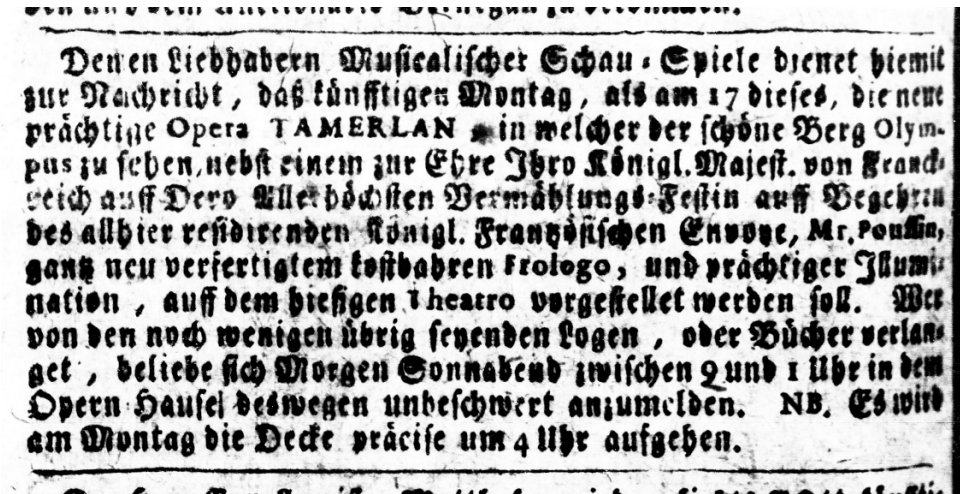 Denen Liebhabern Musicalischer Schau-Spiele dienet hiemit
zur Nachricht, daß künfftigen Montag, als am 17 dieses, die neue
prächtige Opera TAMERLAN, in welcher der schöne Berg Olym-
pus zu sehen, nebst einem zur Ehre Ihro Königl. Majest. von Franck-
reich auff Dero Allerhöchsten Vermählungs-Festin auff Begehren
des allhier residirenden Königl. Frantzösischen Envoye, Mr. Poussin,
gantz neu verfertigtem kostbahren Prologo, und prächtiger Illumi-
nation, auff dem hiesigen Theatro vorgestellet werden soll. Wer
von den noch wenigen übrig seyenden Logen, oder Bücher verlan-
get, beliebe sich Morgen Sonnabend zwischen 9 und 1 Uhr in dem
Opern-Hause deswegen unbeschwert anzumelden. NB. Es wird
am Montag die Decke präcise um 4 Uhr aufgehen.